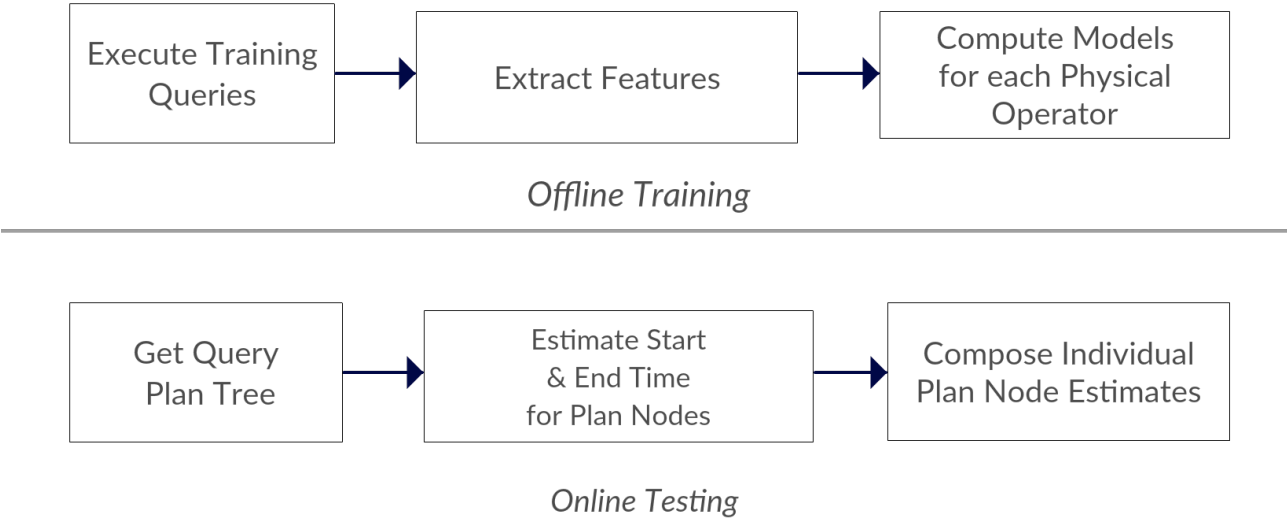 Execute Training
Queries
Extract Features
Compute Models
for each Physical
Operator
Offline Training
Get Query
Plan Tree
Estimate Start
& End Time
for Plan Nodes
Compose Individual
Plan Node Estimates
Online Testing